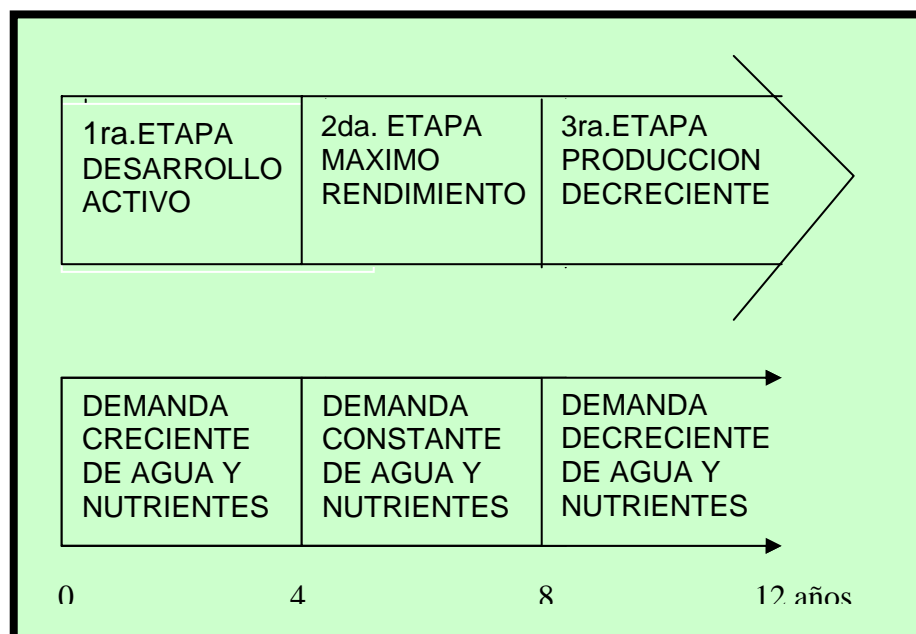 1ra.ETAPA
DESARROLLO
ACTIVO
2da. ETAPA
MAXIMO
RENDIMIENTO
3ra.ETAPA
PRODUCCION
DECRECIENTE
DEMANDA
CRECIENTE
DE AGUA Y
NUTRIENTES
DEMANDA
CONSTANTE
DE AGUA Y
NUTRIENTES
DEMANDA
DECRECIENTE
DE AGUA Y
NUTRIENTES
0 4 8 12 años